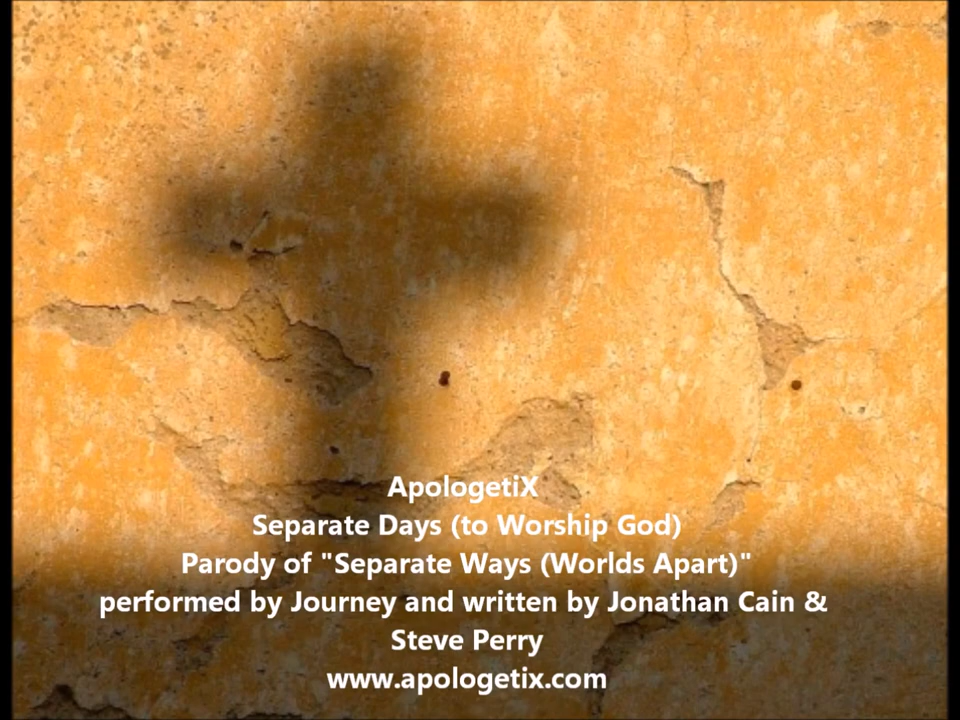 ApologetiX
Separate Days (to Worship God)
Parody of "Separate Ways (Worlds Apart)"
performed by Journey and written by Jonathan Cain &
Steve Perry
www.apologetix.com